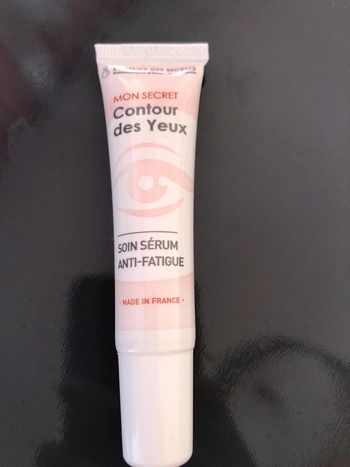 MON SECRET
Contour
des Yeux
SOIN SÉRUM
ANTI-FATIGUE
- MADE IN FRANCE -